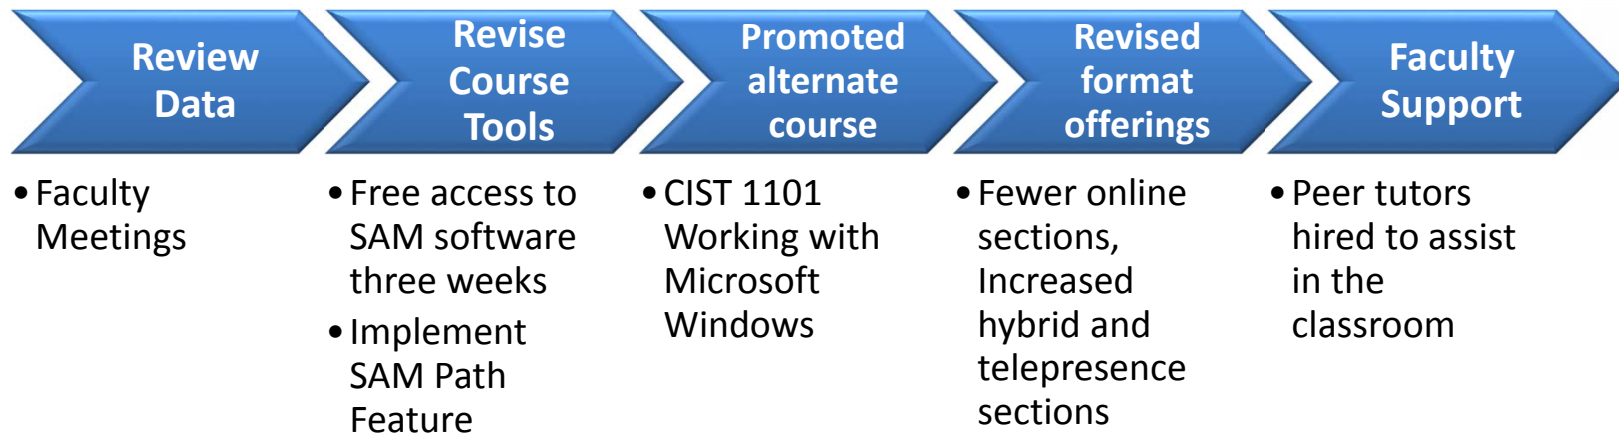 Review
Data
Revise
Course
Tools
Promoted
alternate
course
Revised
format
offerings
Faculty
Support
• Faculty
Meetings
• Free access to
SAM software
three weeks
• Implement
SAM Path
Feature
• CIST 1101
Working with
Microsoft
Windows
• Fewer online
sections,
Increased
hybrid and
telepresence
sections
• Peer tutors
hired to assist
in the
classroom